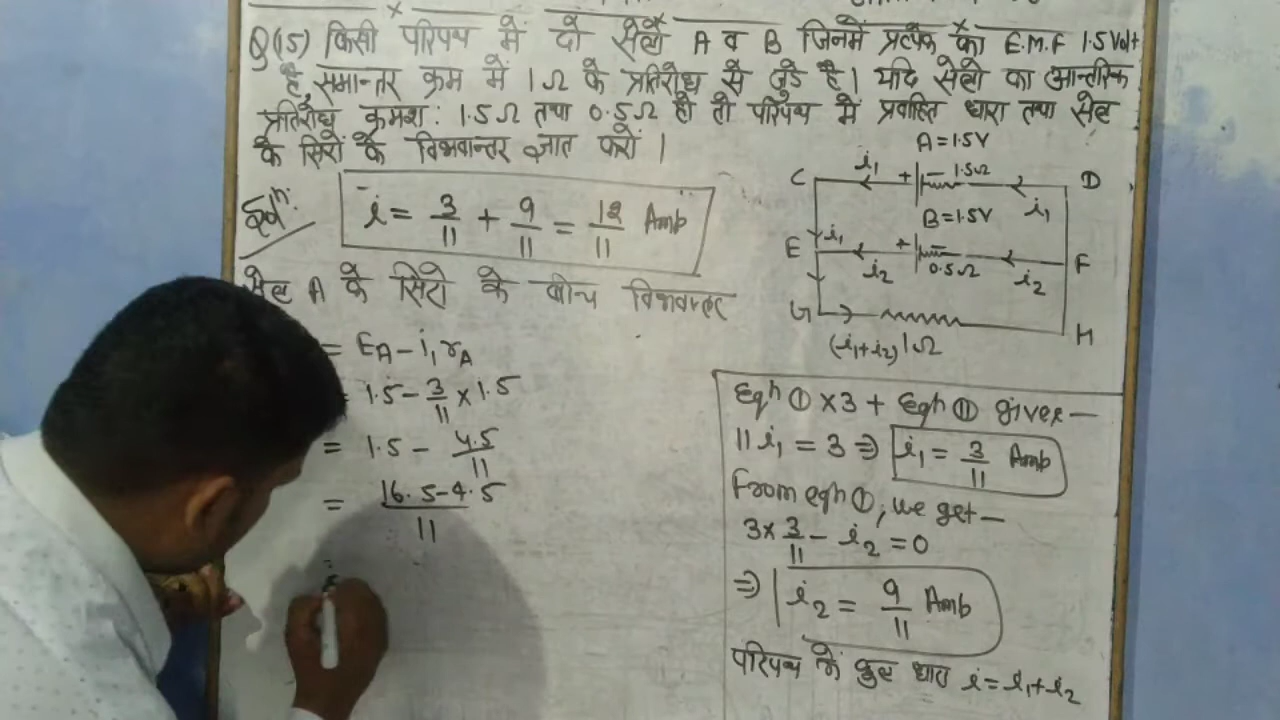 Q(15) किसी परिपथ में दो सेलो A व B जिनमें प्रत्येक का E.M.F 1.5 Volt
है, समान्तर क्रम में 1Ω के प्रतिरोध से जुडे है। यदि सेलो का आन्तरिक
प्रतिरोध क्रमश: 1.5Ω तथा 0.5Ω हो तो परिपथ में प्रवाहित धारा तथा सेल
के सिरों के विभवान्तर ज्ञात करो।
Solⁿ:
i = 3/11 + 9/11 = 12/11 Amb
सेल A के सिरो के बीच विभवान्तर
= E_A - i₁ r_A
= 1.5 - 3/11 × 1.5
= 1.5 - 4.5/11
= 16.5-4.5/11
=
A = 1.5V
C i₁ + - 1.5Ω i₁ D
B = 1.5V
E i₁ i₂ + - 0.5Ω i₂ F
G H
(i₁+i₂) 1Ω
Eqⁿ ① ×3 + Eqⁿ ⑪ gives—
11 i₁ = 3 ⇒ i₁ = 3/11 Amb
From eqⁿ ①, we get—
3×3/11 - i₂ = 0
⇒ i₂ = 9/11 Amb
परिपथ में कुल धारा i = i₁+i₂